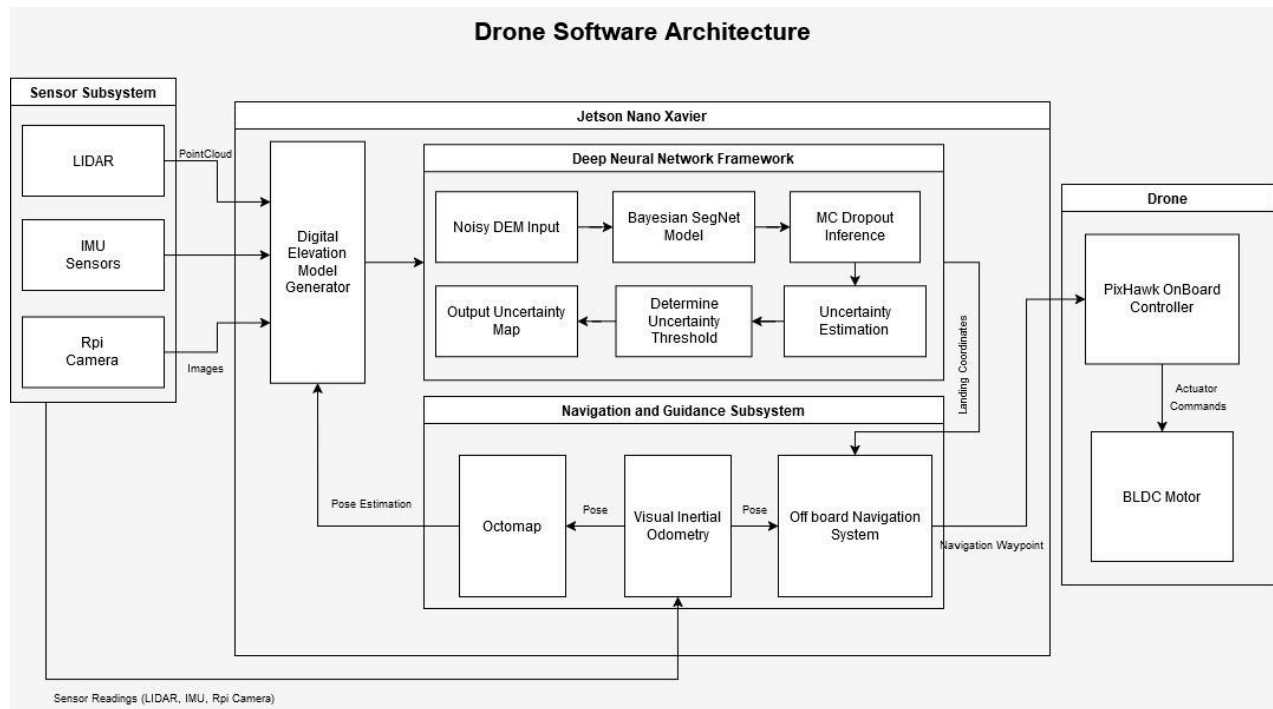 Drone Software Architecture
Sensor Subsystem
LIDAR
IMU
Sensors
Rpi
Camera
PointCloud
Images
Sensor Readings (LIDAR, IMU, Rpi Camera)
Jetson Nano Xavier
Digital
Elevation
Model
Generator
Deep Neural Network Framework
Noisy DEM Input
Bayesian SegNet
Model
MC Dropout
Inference
Output Uncertainty
Map
Determine
Uncertainty
Threshold
Uncertainty
Estimation
Landing Coordinates
Navigation and Guidance Subsystem
Pose Estimation
Octomap
Pose
Visual Inertial
Odometry
Pose
Off board Navigation
System
Navigation Waypoint
Drone
PixHawk OnBoard
Controller
Actuator
Commands
BLDC Motor